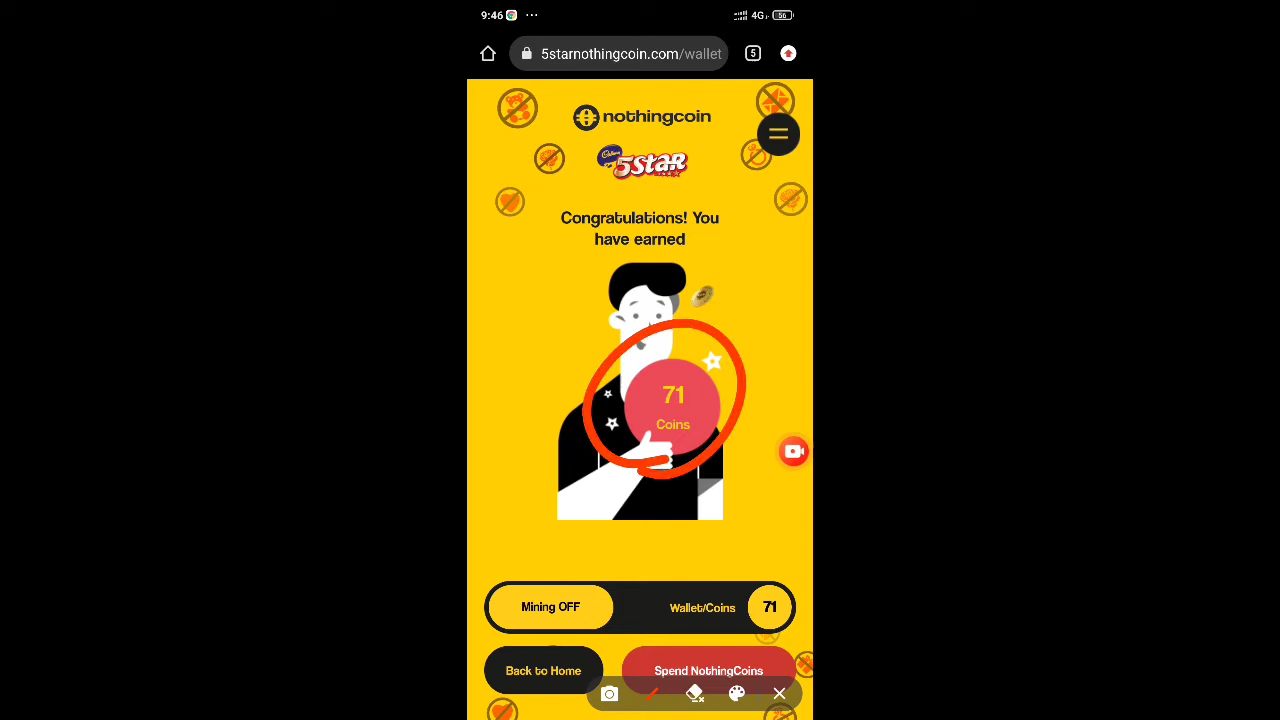 9:46
4G
56
5starnothingcoin.com/wallet
5
nothingcoin
Cadbury
5STAR
Congratulations! You
have earned
71
Coins
Mining OFF
Wallet/Coins
71
Back to Home
Spend NothingCoins